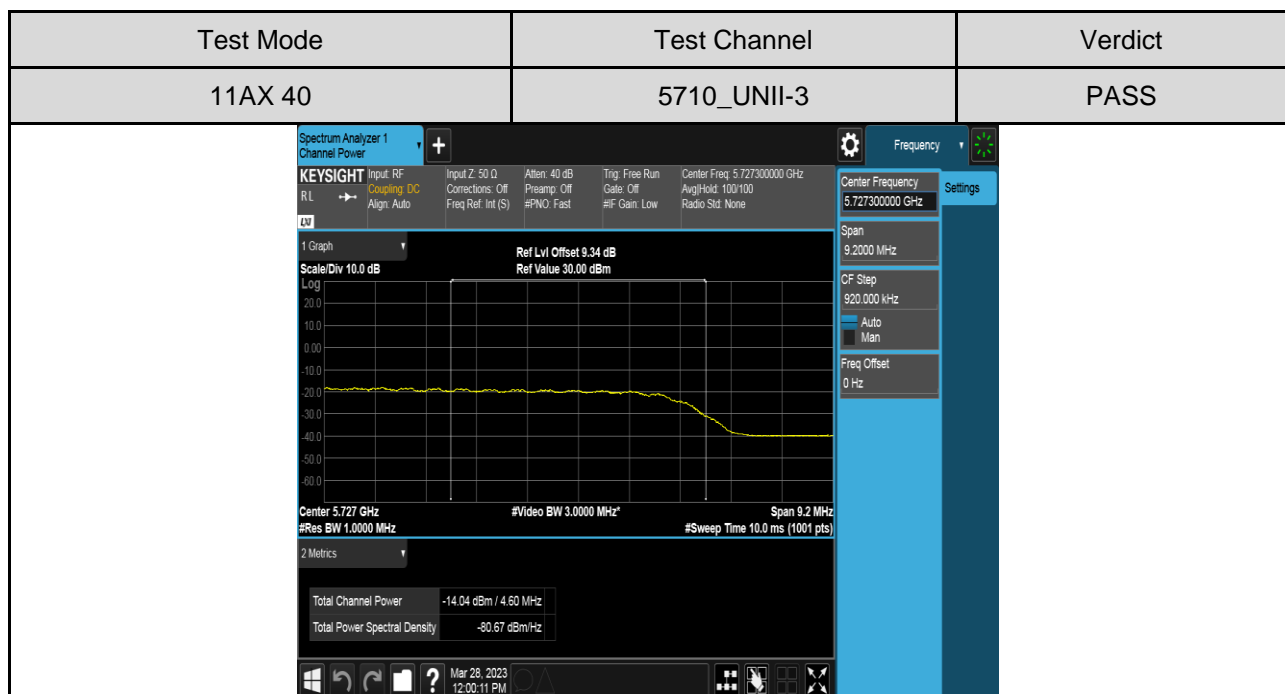 Test Mode Test Channel Verdict
11AX 40 5710_UNII-3 PASS
Spectrum Analyzer 1
Channel Power
+
Frequency
KEYSIGHT Input: RF Input Z: 50 Ω Atten: 40 dB Trig: Free Run Center Freq: 5.727300000 GHz
RL Coupling: DC Corrections: Off Preamp: Off Gate: Off Avg|Hold: 100/100
Align: Auto Freq Ref: Int (S) #PNO: Fast #IF Gain: Low Radio Std: None
LXI
Center Frequency
5.727300000 GHz
Settings
Span
9.2000 MHz
CF Step
920.000 kHz
Auto
Man
Freq Offset
0 Hz
1 Graph
Ref Lvl Offset 9.34 dB
Scale/Div 10.0 dB Ref Value 30.00 dBm
Log
20.0
10.0
0.00
-10.0
-20.0
-30.0
-40.0
-50.0
-60.0
Center 5.727 GHz #Video BW 3.0000 MHz* Span 9.2 MHz
#Res BW 1.0000 MHz #Sweep Time 10.0 ms (1001 pts)
2 Metrics
Total Channel Power -14.04 dBm / 4.60 MHz
Total Power Spectral Density -80.67 dBm/Hz
? Mar 28, 2023
12:00:11 PM